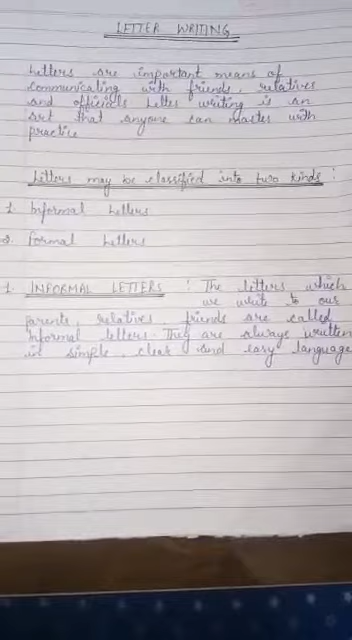 LETTER WRITING
Letters are important means of
communicating with friends, relatives
and officials. Letter writing is an
art that anyone can master with
practice
Letters may be classified into two kinds :
1. Informal Letters
2. Formal Letters
1. INFORMAL LETTERS : The letters which
we write to our
parents, relatives, friends are called
Informal letters. They are always written
in simple, clear and easy language